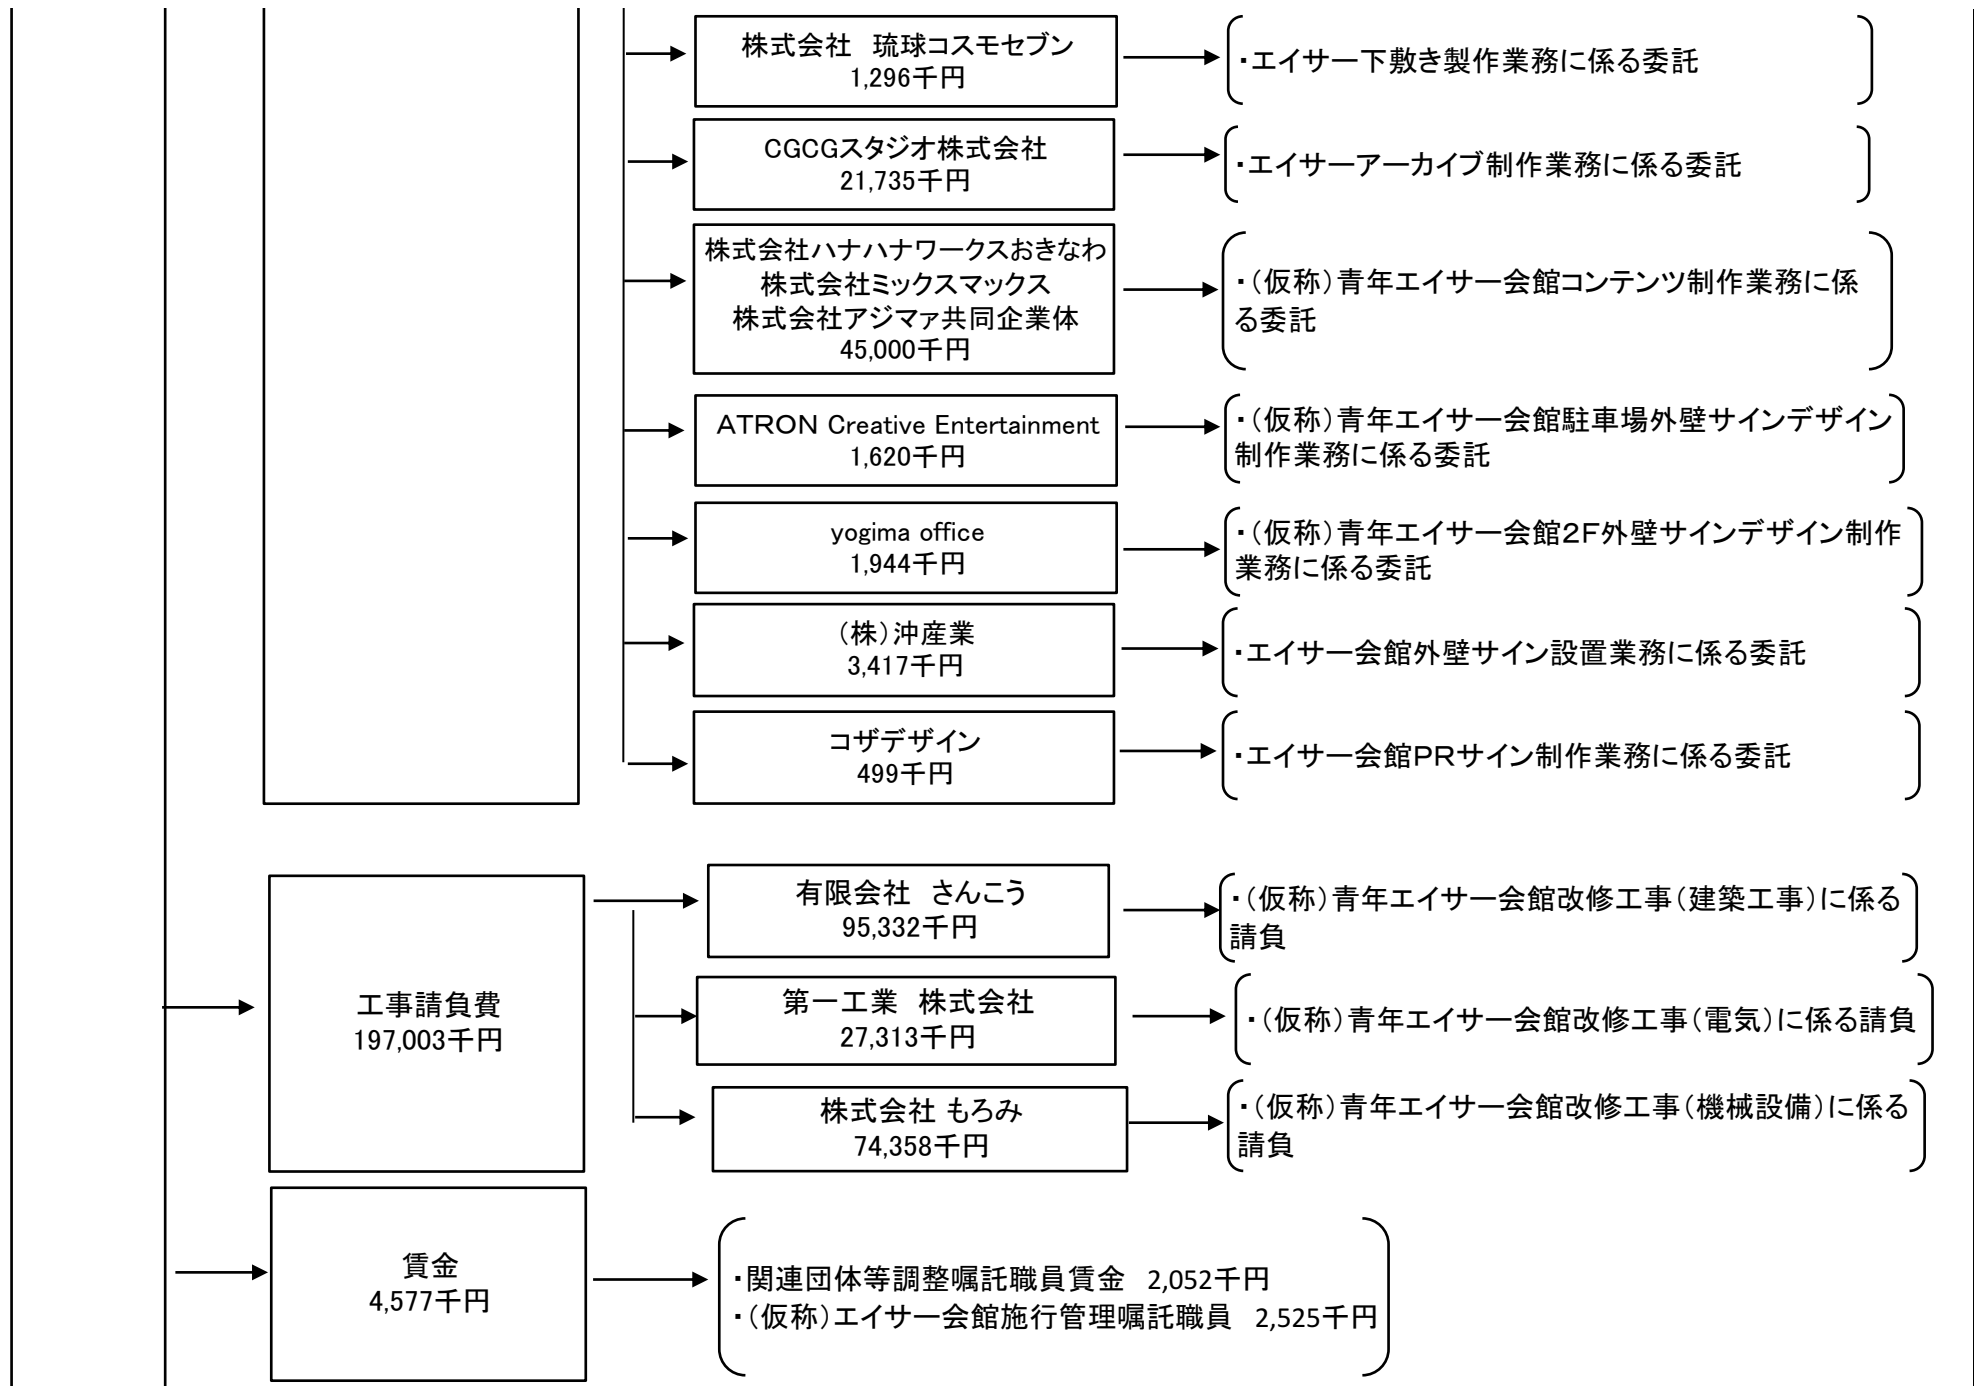 株式会社　琉球コスモセブン
1,296千円
・エイサー下敷き製作業務に係る委託
CGCGスタジオ株式会社
21,735千円
・エイサーアーカイブ制作業務に係る委託
株式会社ハナハナワークスおきなわ
株式会社ミックスマックス
株式会社アジマァ共同企業体
45,000千円
・（仮称）青年エイサー会館コンテンツ制作業務に係
る委託
ATRON Creative Entertainment
1,620千円
・（仮称）青年エイサー会館駐車場外壁サインデザイン
制作業務に係る委託
yogima office
1,944千円
・（仮称）青年エイサー会館2F外壁サインデザイン制作
業務に係る委託
（株）沖産業
3,417千円
・エイサー会館外壁サイン設置業務に係る委託
コザデザイン
499千円
・エイサー会館PRサイン制作業務に係る委託
工事請負費
197,003千円
有限会社　さんこう
95,332千円
・（仮称）青年エイサー会館改修工事（建築工事）に係る
請負
第一工業　株式会社
27,313千円
・（仮称）青年エイサー会館改修工事（電気）に係る請負
株式会社 もろみ
74,358千円
・（仮称）青年エイサー会館改修工事（機械設備）に係る
請負
賃金
4,577千円
・関連団体等調整嘱託職員賃金　2,052千円
・（仮称）エイサー会館施行管理嘱託職員　2,525千円